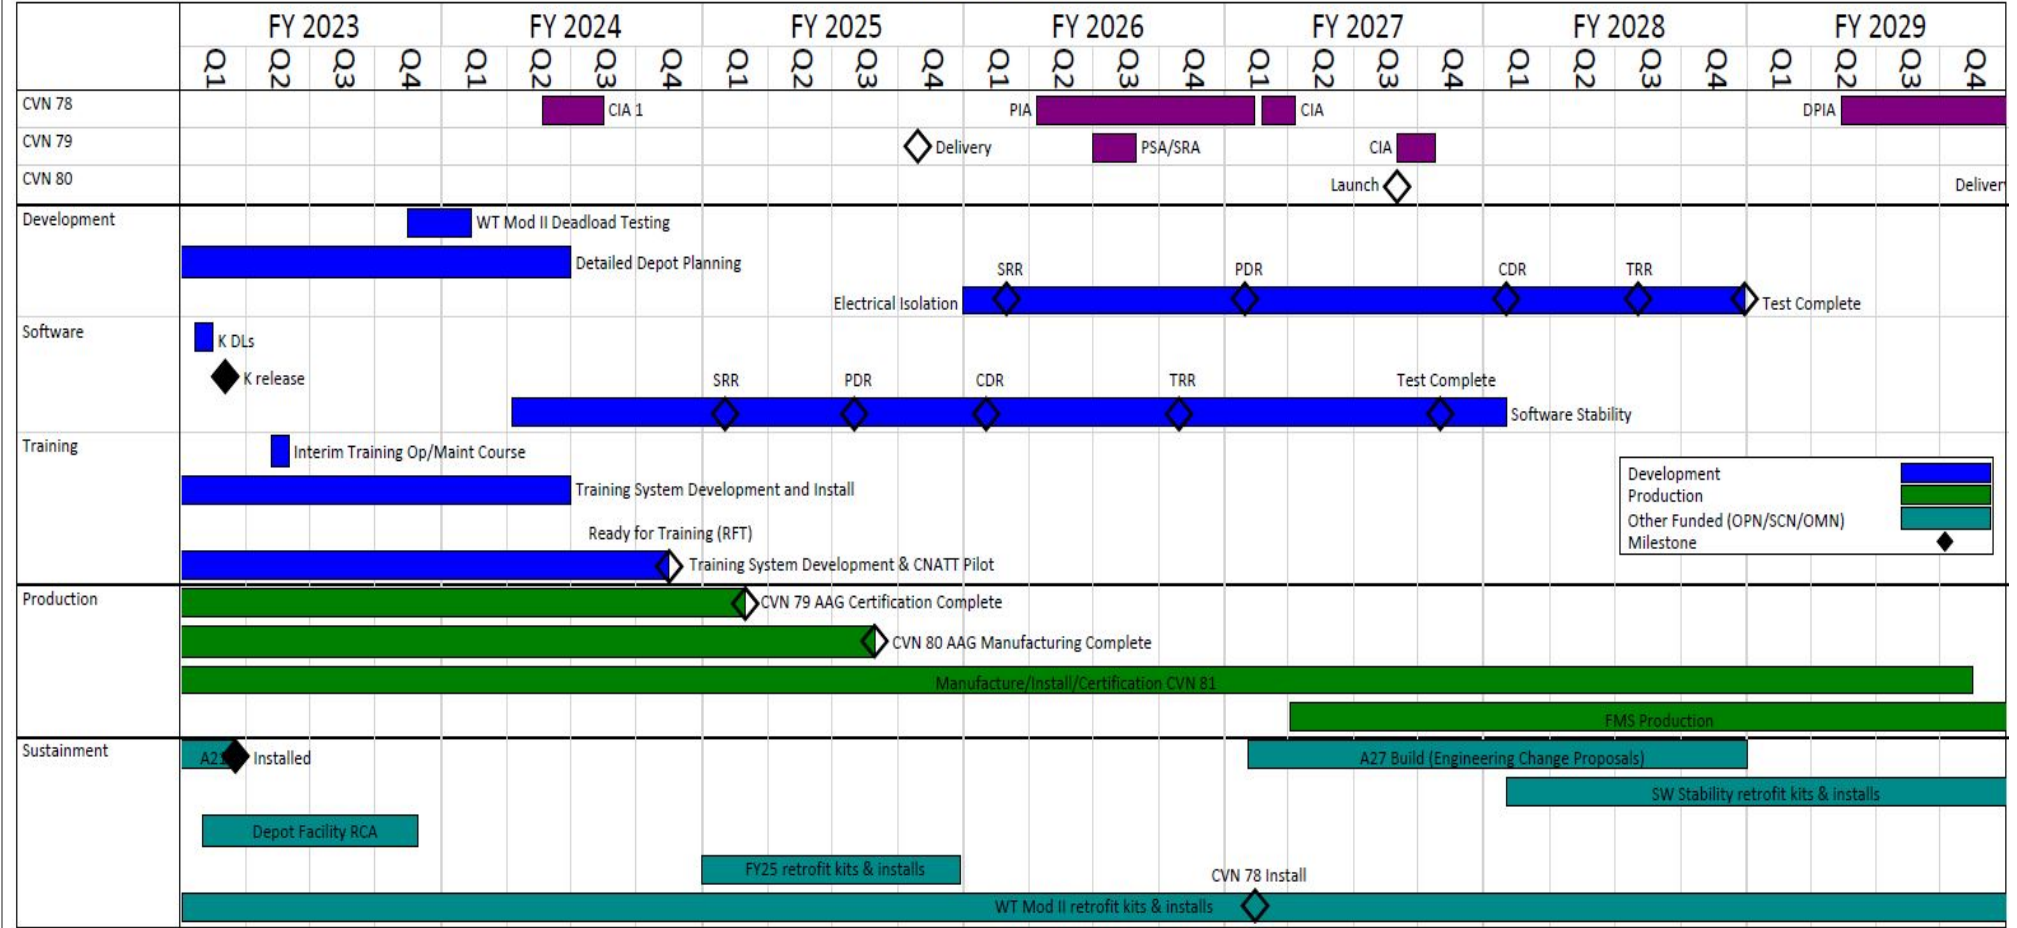 FY 2023 FY 2024 FY 2025 FY 2026 FY 2027 FY 2028 FY 2029
Q1 Q2 Q3 Q4 Q1 Q2 Q3 Q4 Q1 Q2 Q3 Q4 Q1 Q2 Q3 Q4 Q1 Q2 Q3 Q4 Q1 Q2 Q3 Q4 Q1 Q2 Q3 Q4
CVN 78 CIA 1 PIA CIA DPIA
CVN 79 Delivery PSA/SRA CIA
CVN 80 Launch Deliver
Development WT Mod II Deadload Testing
Detailed Depot Planning
SRR PDR CDR TRR
Electrical Isolation Test Complete
Software
K DLs
K release
SRR PDR CDR TRR Test Complete
Software Stability
Training
Interim Training Op/Maint Course
Training System Development and Install
Ready for Training (RFT)
Training System Development & CNATT Pilot
Development
Production
Other Funded (OPN/SCN/OMN)
Milestone
Production CVN 79 AAG Certification Complete
CVN 80 AAG Manufacturing Complete
Manufacture/Install/Certification CVN 81
FMS Production
Sustainment Installed A27 Build (Engineering Change Proposals)
SW Stability retrofit kits & installs
Depot Facility RCA
FY25 retrofit kits & installs
CVN 78 Install
WT Mod II retrofit kits & installs